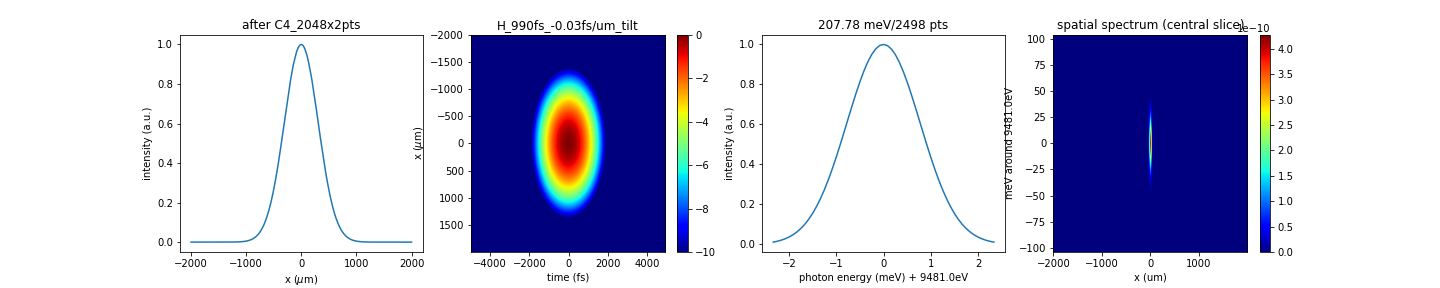 after C4_2048x2pts
intensity (a.u.)
1.0
0.8
0.6
0.4
0.2
0.0
−2000 −1000 0 1000 2000
x (μm)
H_990fs_-0.03fs/um_tilt
x (μm)
−2000
−1500
−1000
−500
0
500
1000
1500
−4000 −2000 0 2000 4000
time (fs)
0
−2
−4
−6
−8
−10
207.78 meV/2498 pts
intensity (a.u.)
1.0
0.8
0.6
0.4
0.2
0.0
−2 −1 0 1 2
photon energy (meV) + 9481.0eV
spatial spectrum (central slice)
meV around 9481.0eV
100
75
50
25
0
−25
−50
−75
−100
−2000 −1000 0 1000
x (um)
1e−10
4.0
3.5
3.0
2.5
2.0
1.5
1.0
0.5
0.0